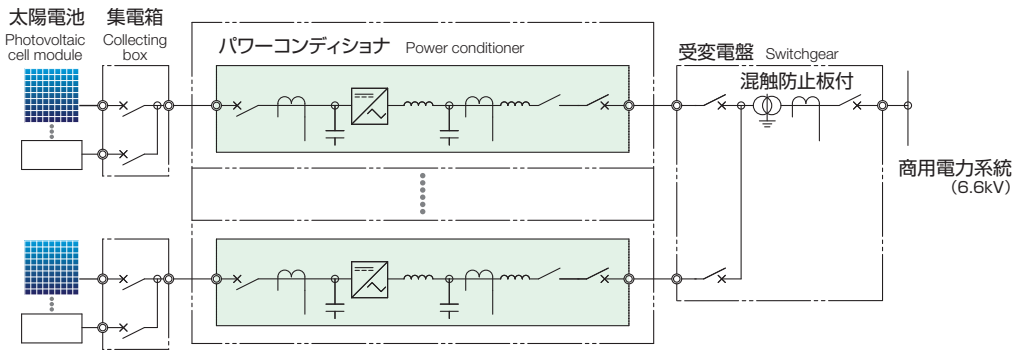 太陽電池
Photovoltaic
cell module
集電箱
Collecting
box
パワーコンディショナ Power conditioner
受変電盤 Switchgear
混触防止板付
商用電力系統
(6.6kV)